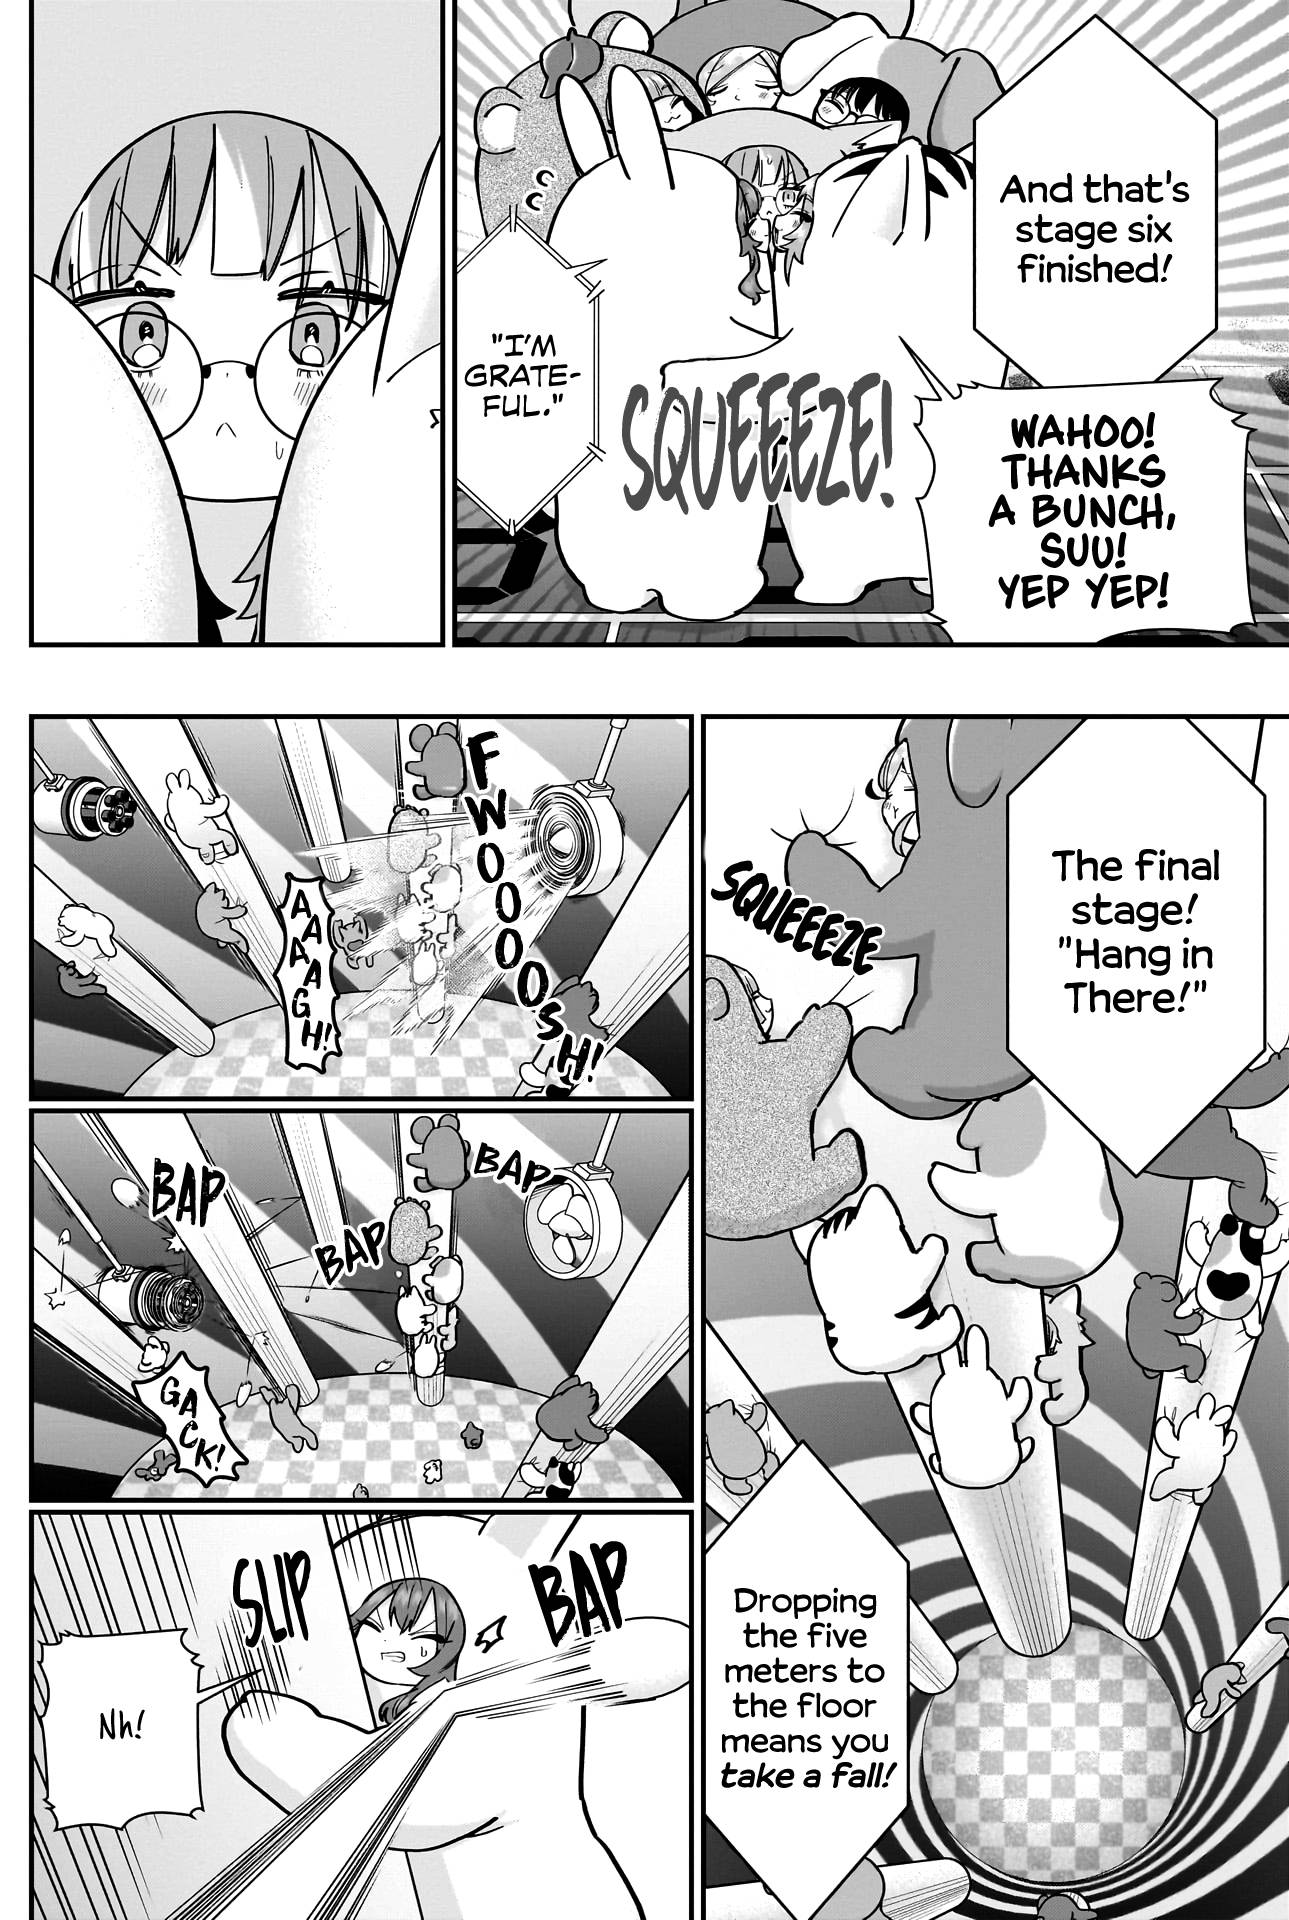 And that's
stage six
finished!
WAHOO!
THANKS
A BUNCH,
SUU!
YEP YEP!
SQUEEEZE!
"I'M
GRATE-
FUL."
The final
stage!
"Hang in
There!"
SQUEEEZE
Dropping
the five
meters to
the floor
means you
take a fall!
FWOOOOSH!
AAAAGH!
BAP
BAP
BAP
GACK!
BAP
SLIP
Nh!